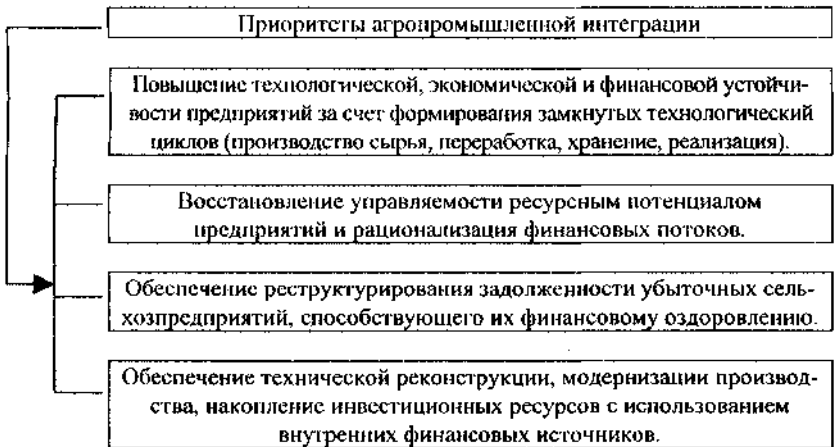 Приоритеты агропромышленной интеграции
Повышение технологической, экономической и финансовой устойчи-
вости предприятий за счет формирования замкнутых технологический
циклов (производство сырья, переработка, хранение, реализация).
Восстановление управляемости ресурсным потенциалом
предприятий и рационализация финансовых потоков.
Обеспечение реструктурирования задолженности убыточных сель-
хозпредприятий, способствующего их финансовому оздоровлению.
Обеспечение технической реконструкции, модернизации производ-
ства, накопление инвестиционных ресурсов с использованием
внутренних финансовых источников.